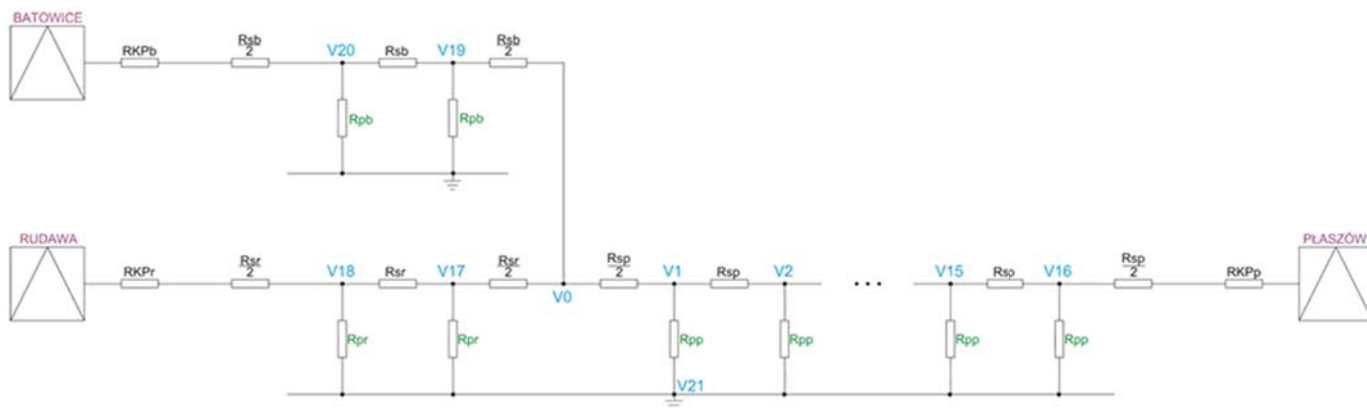 BATOWICE
RKPb Rsb/2 V20 Rsb V19 Rsb/2
Rpb Rpb
RUDAWA PŁASZÓW
RKPr Rsr/2 V18 Rsr V17 Rsr/2 V0 Rsp/2 V1 Rsp V2 ... V15 Rsp V16 Rsp/2 RKPp
Rpr Rpr Rpp Rpp Rpp Rpp
V21